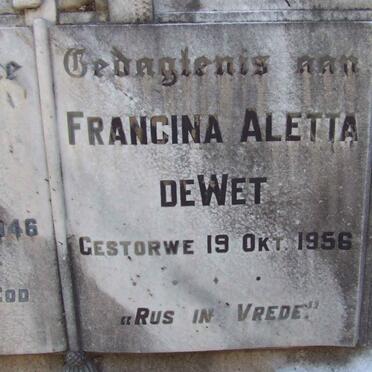 Gedagtenis aan
FRANCINA ALETTA
DEWET
GESTORWE 19 OKT. 1956
„RUS IN VREDE."